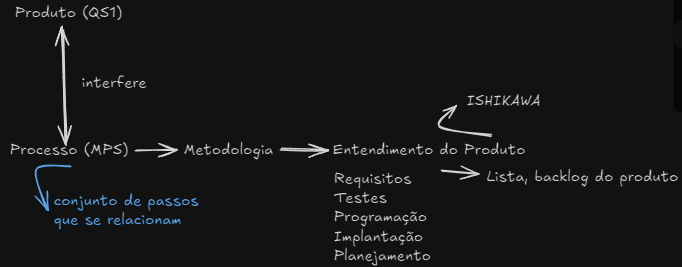 Produto (QS1)
interfere
ISHIKAWA
Processo (MPS)
Metodologia
Entendimento do Produto
Requisitos
Lista, backlog do produto
Testes
conjunto de passos
que se relacionam
Programação
Implantação
Planejamento